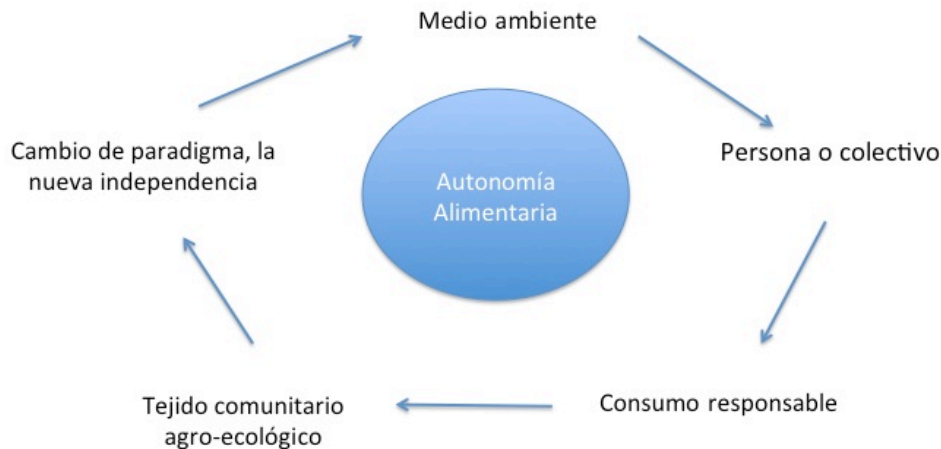 Medio ambiente
Persona o colectivo
Consumo responsable
Tejido comunitario
agro-ecológico
Cambio de paradigma, la
nueva independencia
Autonomía
Alimentaria